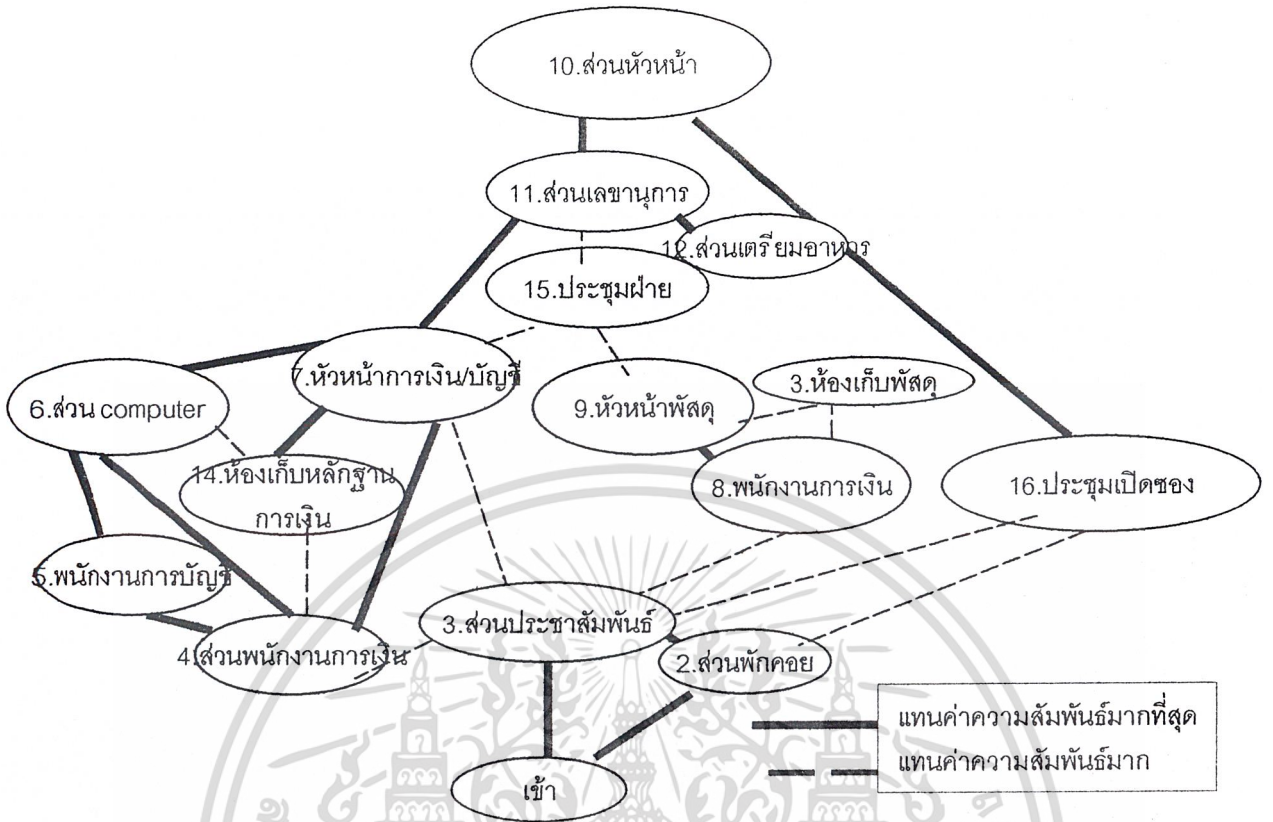 10.ส่วนหัวหน้า
11.ส่วนเลขานุการ
12.ส่วนเตรียมอาหาร
15.ประชุมฝ่าย
7.หัวหน้าการเงิน/บัญชี
3.ห้องเก็บพัสดุ
6.ส่วน computer
9.หัวหน้าพัสดุ
14.ห้องเก็บหลักฐาน
การเงิน
8.พนักงานการเงิน
16.ประชุมเปิดซอง
5.พนักงานการบัญชี
3.ส่วนประชาสัมพันธ์
4.ส่วนพนักงานการเงิน
2.ส่วนพักคอย
แทนค่าความสัมพันธ์มากที่สุด
แทนค่าความสัมพันธ์มาก
เข้า